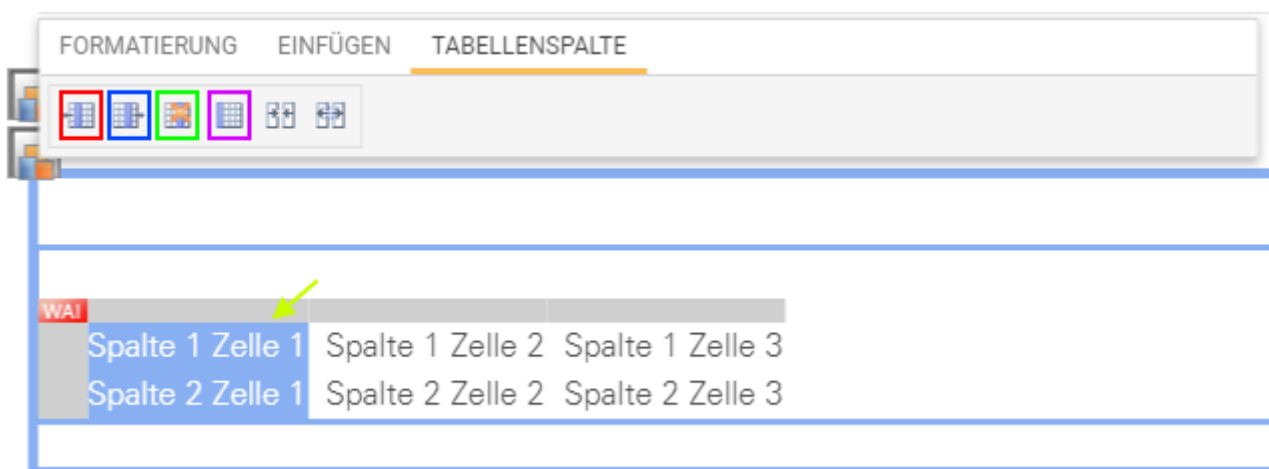 FORMATIERUNG EINFÜGEN TABELLENSPALTE
WAI
Spalte 1 Zelle 1 Spalte 1 Zelle 2 Spalte 1 Zelle 3
Spalte 2 Zelle 1 Spalte 2 Zelle 2 Spalte 2 Zelle 3